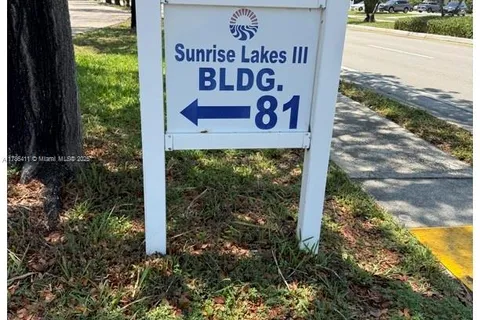 Sunrise Lakes III
BLDG.
81